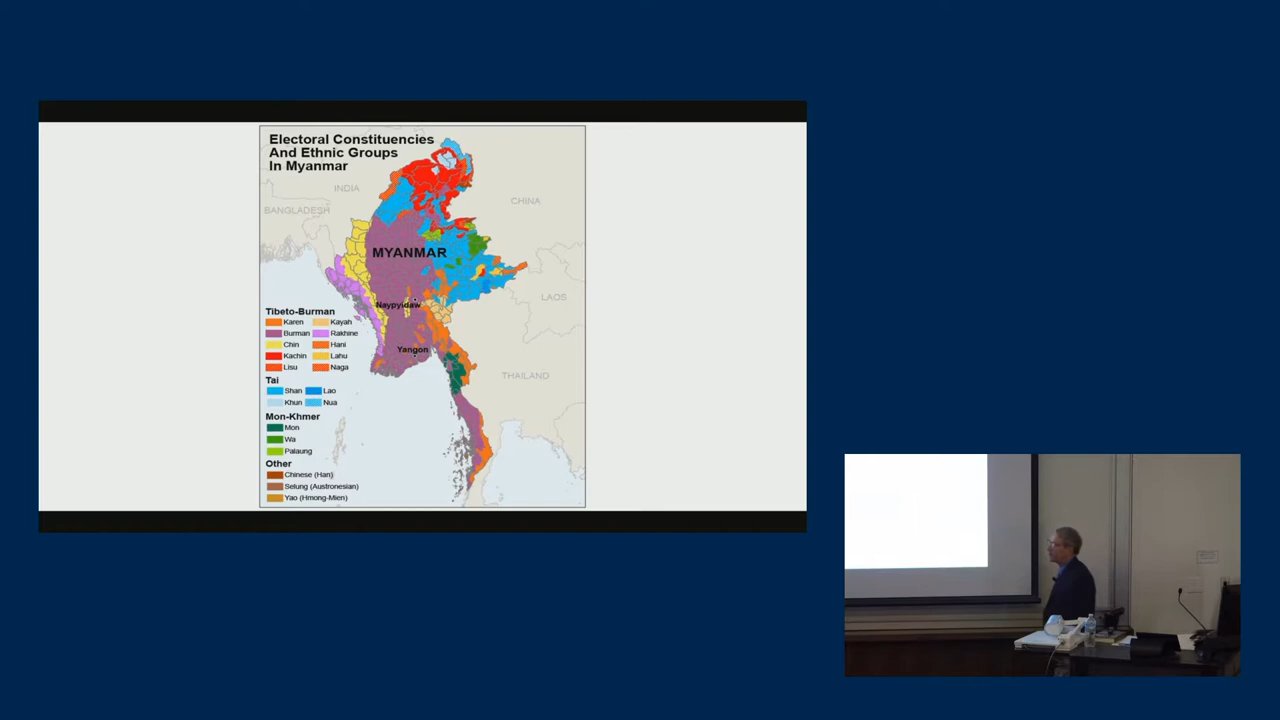 Electoral Constituencies
And Ethnic Groups
In Myanmar
INDIA
CHINA
BANGLADESH
MYANMAR
LAOS
Naypyidaw
Yangon
THAILAND
Tibeto-Burman
Karen Kayah
Burman Rakhine
Chin Hani
Kachin Lahu
Lisu Naga
Tai
Shan Lao
Khun Nua
Mon-Khmer
Mon
Wa
Palaung
Other
Chinese (Han)
Selung (Austronesian)
Yao (Hmong-Mien)